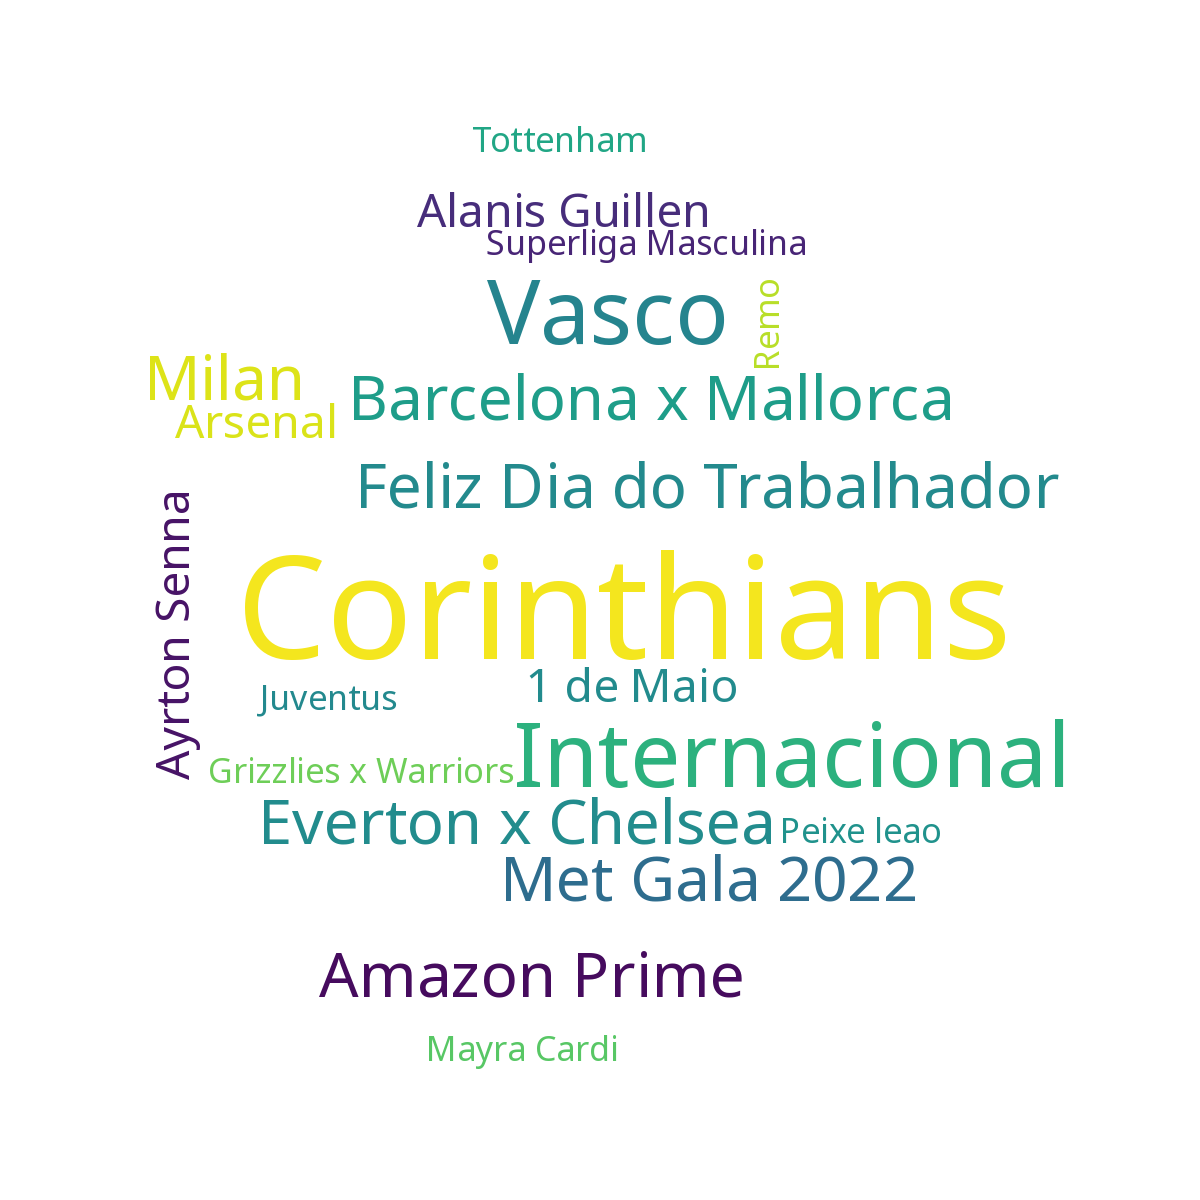 Tottenham
Alanis Guillen
Superliga Masculina
Vasco
Remo
Milan
Barcelona x Mallorca
Arsenal
Feliz Dia do Trabalhador
Ayrton Senna
Corinthians
1 de Maio
Juventus
Internacional
Grizzlies x Warriors
Everton x Chelsea
Peixe leao
Met Gala 2022
Amazon Prime
Mayra Cardi